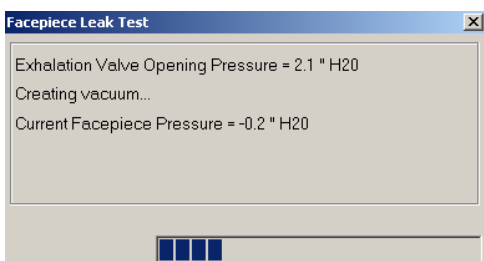 Facepiece Leak Test
Exhalation Valve Opening Pressure = 2.1 " H20
Creating vacuum...
Current Facepiece Pressure = -0.2 " H20